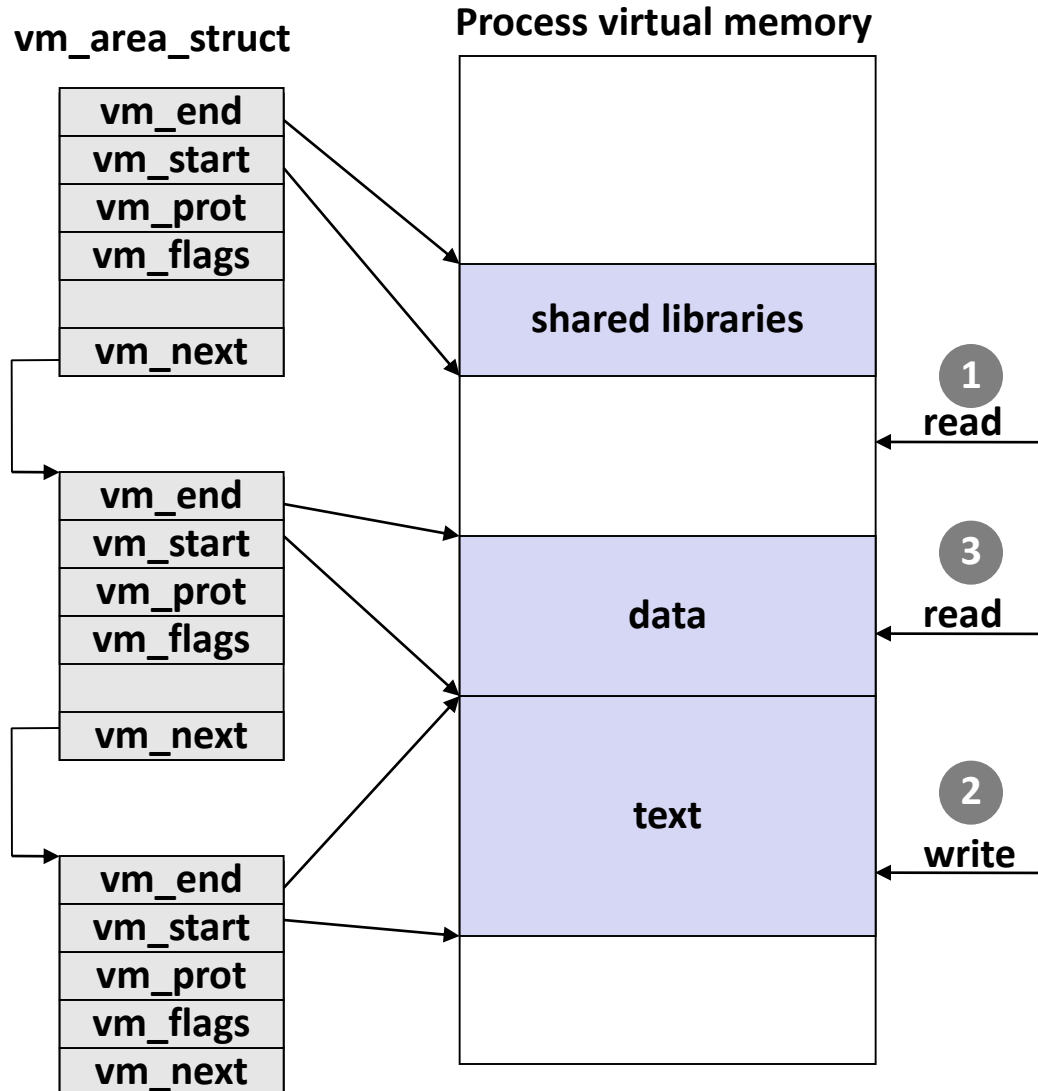 Process virtual memory
vm_area_struct
vm_end
vm_start
vm_prot
vm_flags
vm_next
shared libraries
1
read
vm_end
vm_start
vm_prot
vm_flags
vm_next
data
3
read
text
2
write
vm_end
vm_start
vm_prot
vm_flags
vm_next